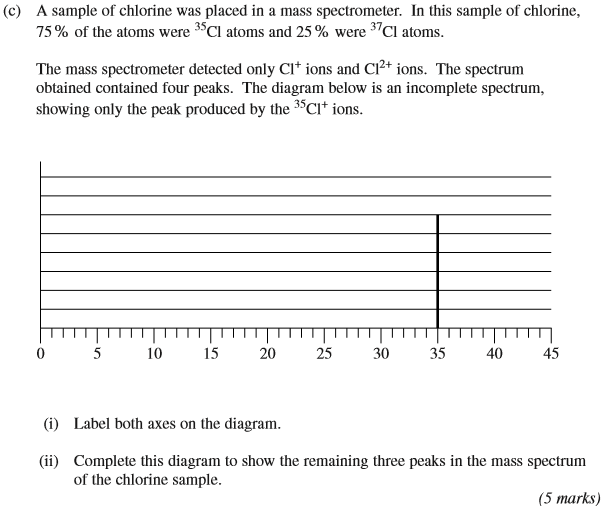 (c) A sample of chlorine was placed in a mass spectrometer. In this sample of chlorine,
75% of the atoms were ³⁵Cl atoms and 25% were ³⁷Cl atoms.
The mass spectrometer detected only Cl⁺ ions and Cl²⁺ ions. The spectrum
obtained contained four peaks. The diagram below is an incomplete spectrum,
showing only the peak produced by the ³⁵Cl⁺ ions.
0 5 10 15 20 25 30 35 40 45
(i) Label both axes on the diagram.
(ii) Complete this diagram to show the remaining three peaks in the mass spectrum
of the chlorine sample.
(5 marks)